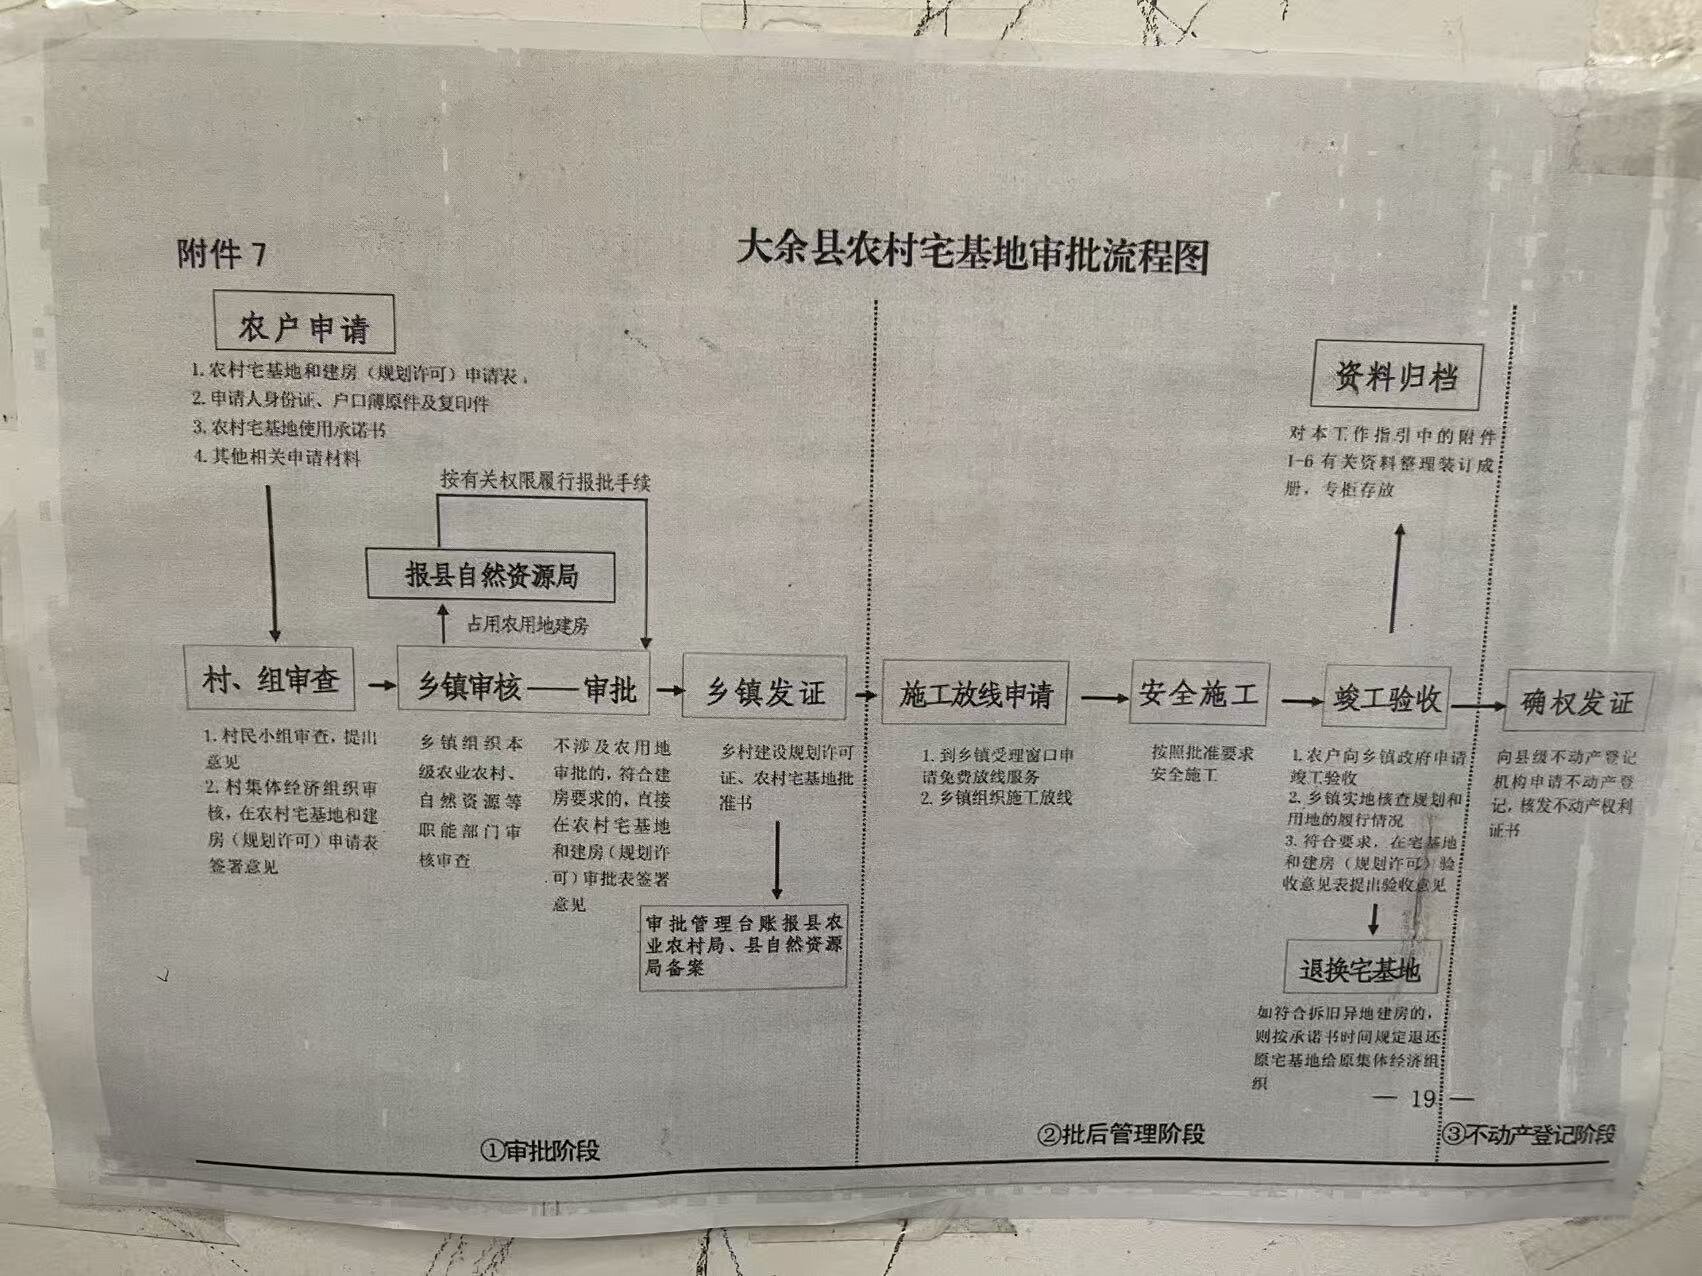 附件 7
大余县农村宅基地审批流程图
农户申请
1. 农村宅基地和建房（规划许可）申请表。
2. 申请人身份证、户口薄原件及复印件
3. 农村宅基地使用承诺书
4. 其他相关申请材料
按有关权限履行报批手续
报县自然资源局
占用农用地建房
村、组审查
1. 村民小组审查，提出
意见
2. 村集体经济组织审
核，在农村宅基地和建
房（规划许可）申请表
签署意见
乡镇审核——审批
乡镇组织本
级农业农村、
自然资源等
职能部门审
核审查
不涉及农用地
审批的，符合建
房要求的，直接
在农村宅基地
和建房（规划许
可）审批表签署
意见
乡镇发证
乡村建设规划许可
证、农村宅基地批
准书
审批管理台账报县农
业农村局、县自然资源
局备案
施工放线申请
1. 到乡镇受理窗口申
请免费放线服务
2. 乡镇组织施工放线
安全施工
按照批准要求
安全施工
资料归档
对本工作指引中的附件
1-6 有关资料整理装订成
册，专柜存放
竣工验收
1. 农户向乡镇政府申请
竣工验收
2. 乡镇实地核查规划和
用地的履行情况
3. 符合要求，在宅基地
和建房（规划许可）验
收意见表提出验收意见
退换宅基地
如符合拆旧异地建房的，
则按承诺书时间规定退还
原宅基地给原集体经济组
织
确权发证
向县级不动产登记
机构申请不动产登
记，核发不动产权利
证书
— 19 —
①审批阶段
②批后管理阶段
③不动产登记阶段